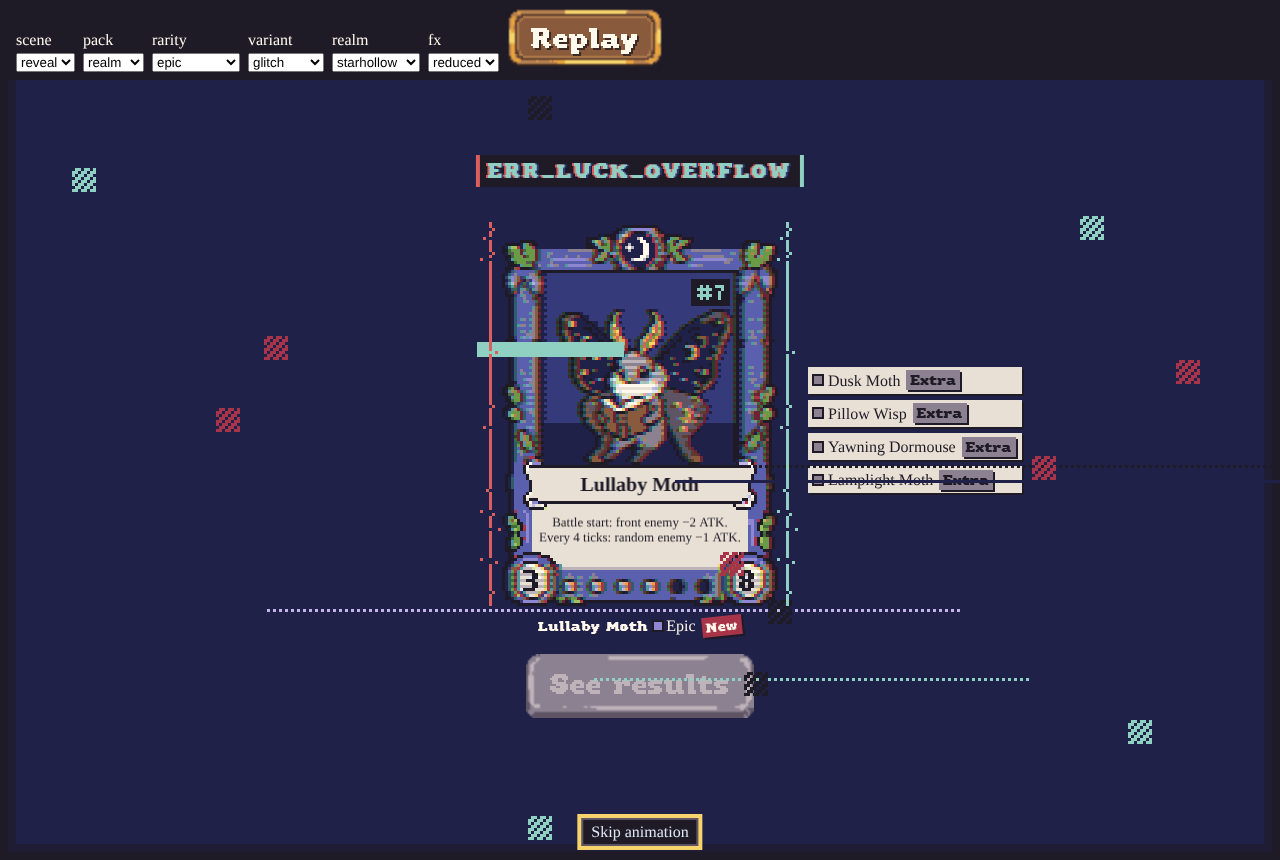 scene pack rarity variant realm fx
reveal realm epic glitch starhollow reduced
Replay
ERR_LUCK_OVERFLOW
#7
Dusk Moth Extra
Pillow Wisp Extra
Yawning Dormouse Extra
Lamplight Moth Extra
Lullaby Moth
Battle start: front enemy −2 ATK.
Every 4 ticks: random enemy −1 ATK.
3 8
Lullaby Moth Epic New
See results
Skip animation